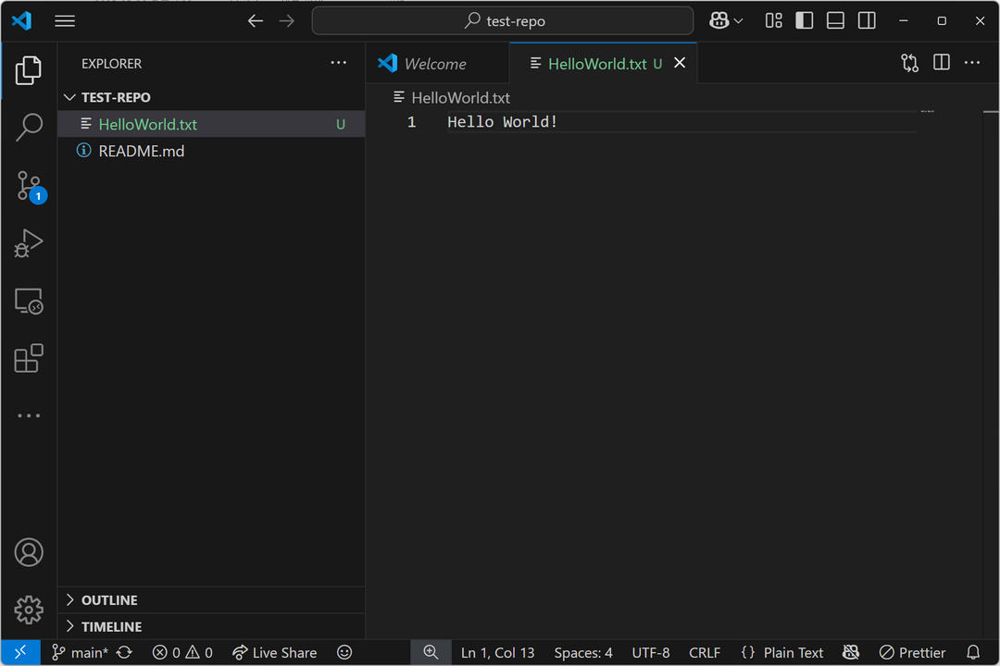 test-repo
EXPLORER
TEST-REPO
HelloWorld.txt U
README.md
1
OUTLINE
TIMELINE
Welcome
HelloWorld.txt U
HelloWorld.txt
1 Hello World!
main* 0 0 Live Share Ln 1, Col 13 Spaces: 4 UTF-8 CRLF {} Plain Text Prettier